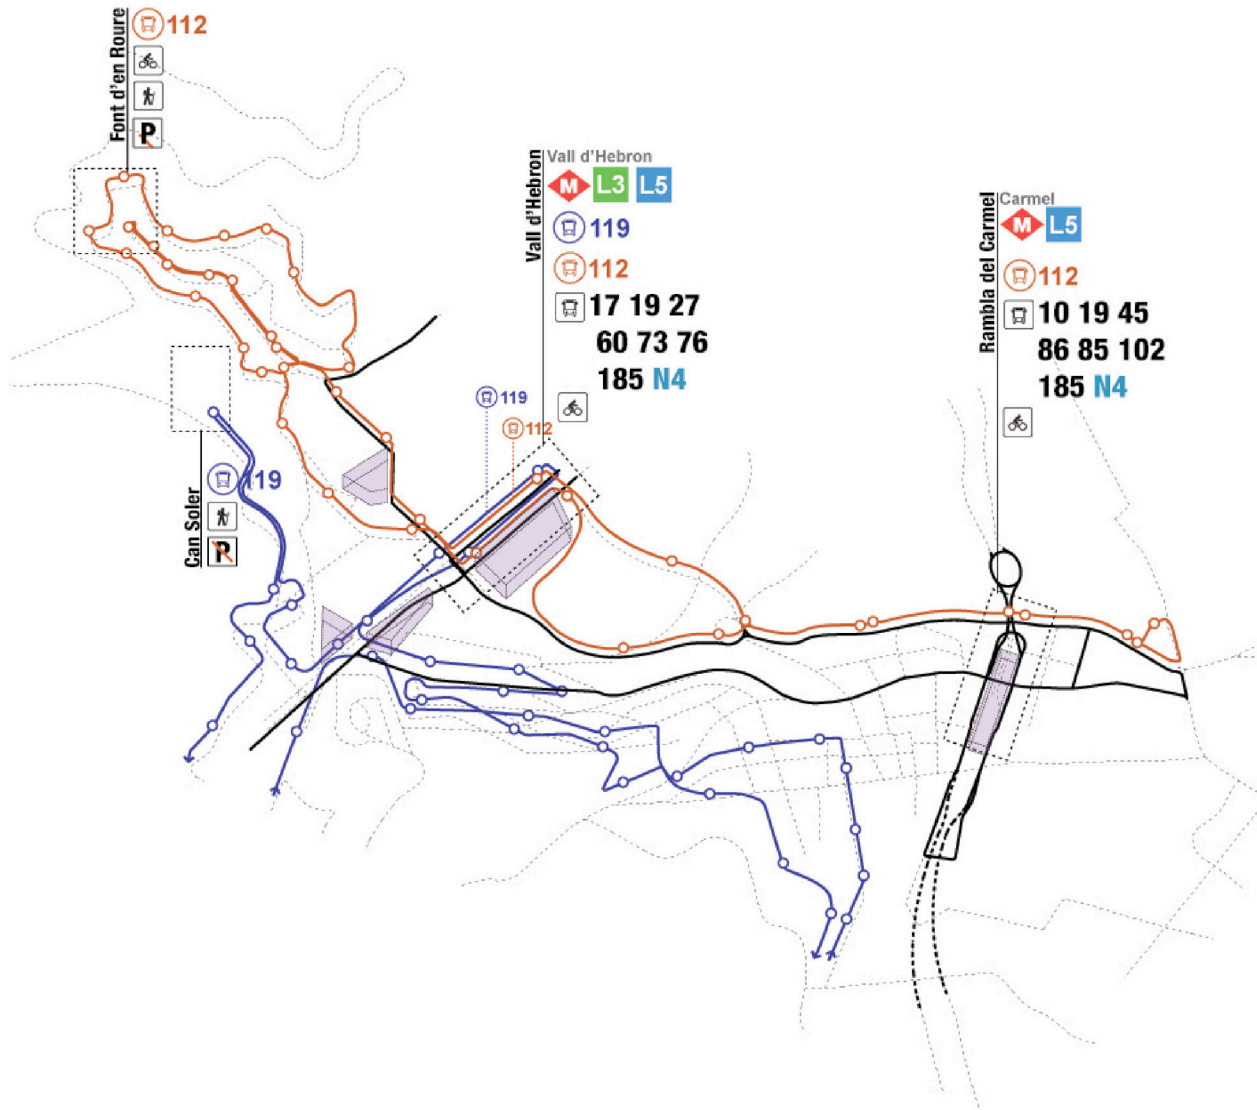 Font d'en Roure
112
P
Vall d'Hebron
Vall d'Hebron
M L3 L5
119
112
17 19 27
60 73 76
185 N4
Rambla del Carmel
Carmel
M L5
112
10 19 45
86 85 102
185 N4
119
112
Can Soler
119
P